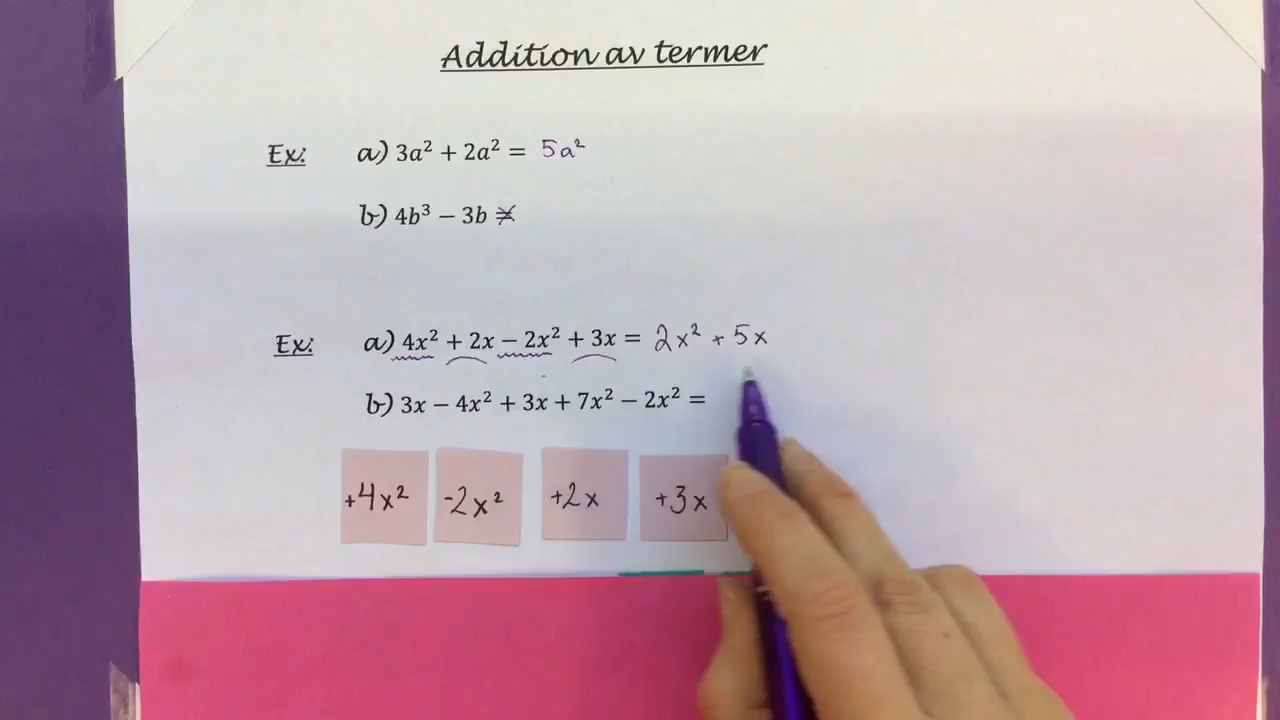 Addition av termer
Ex: a) 3a² + 2a² = 5a²
b) 4b³ − 3b ≠
Ex: a) 4x² + 2x − 2x² + 3x = 2x² + 5x
b) 3x − 4x² + 3x + 7x² − 2x² =
+4x² -2x² +2x +3x